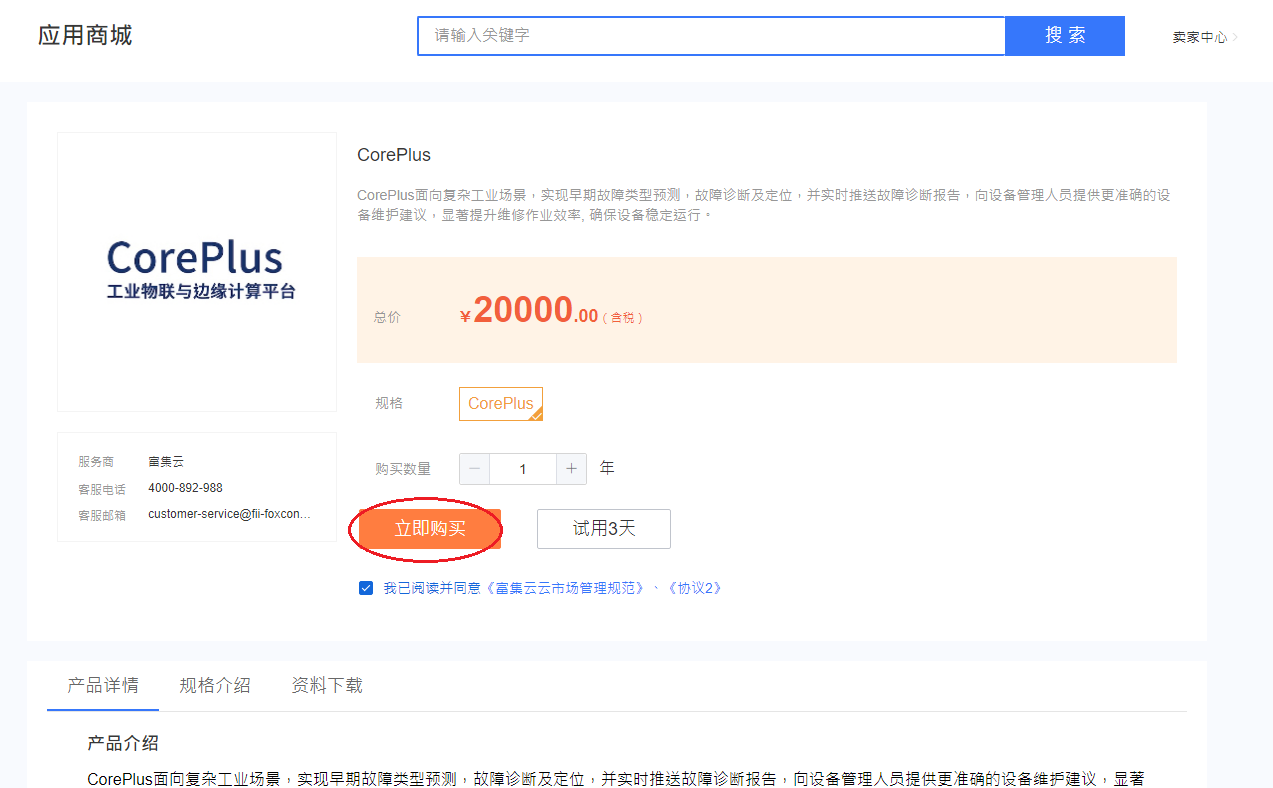 应用商城
请输入关键字
搜 索
卖家中心
CorePlus
CorePlus面向复杂工业场景，实现早期故障类型预测，故障诊断及定位，并实时推送故障诊断报告，向设备管理人员提供更准确的设
备维护建议，显著提升维修作业效率, 确保设备稳定运行。
CorePlus
工业物联与边缘计算平台
总价 ¥20000.00 ( 含税 )
规格 CorePlus
购买数量 − 1 + 年
服务商 富集云
客服电话 4000-892-988
客服邮箱 customer-service@fii-foxcon...
立即购买 试用3天
我已阅读并同意《富集云云市场管理规范》、《协议2》
产品详情 规格介绍 资料下载
产品介绍
CorePlus面向复杂工业场景，实现早期故障类型预测，故障诊断及定位，并实时推送故障诊断报告，向设备管理人员提供更准确的设备维护建议，显著